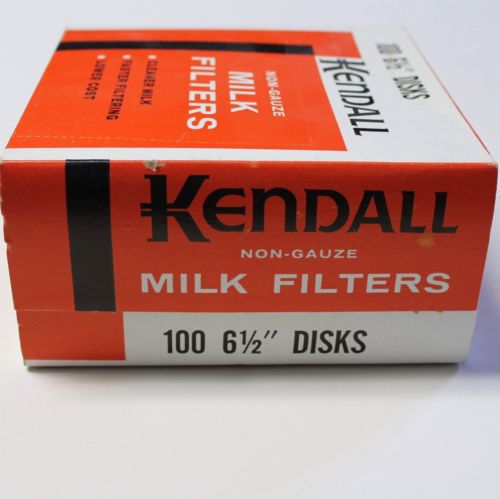 KENDALL
100 6½" DISKS
NON-GAUZE
MILK
FILTERS
• CLEANER MILK
• FASTER FILTERING
• LOWER COST
KENDALL
NON-GAUZE
MILK FILTERS
100 6½" DISKS